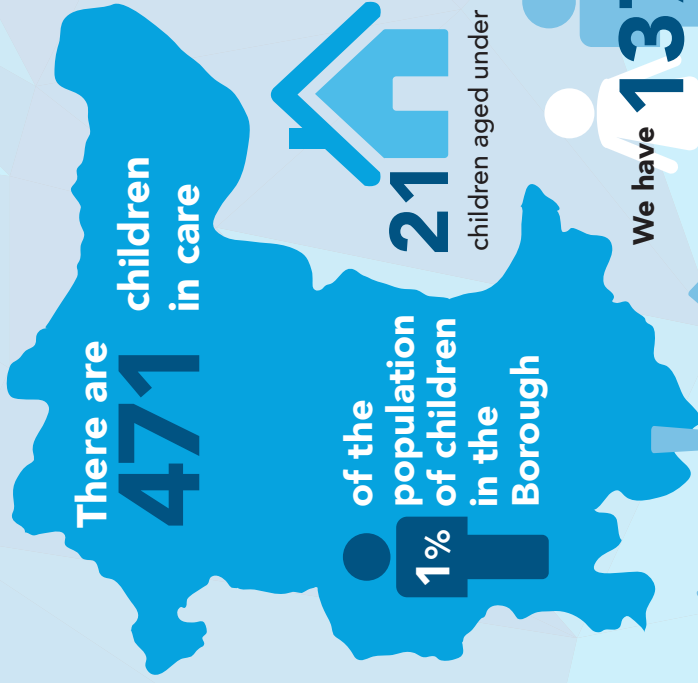 There are
471 children
in care
1% of the
population
of children
in the
Borough
21
children aged under
We have